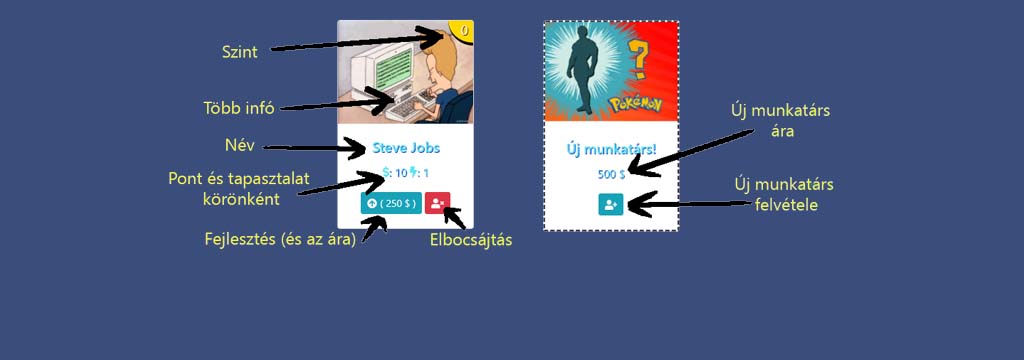 0
Szint
Több infó
Név
Pont és tapasztalat
körönként
Fejlesztés (és az ára)
Steve Jobs
$: 10 : 1
( 250 $ )
Elbocsájtás
?
POKéMON
Új munkatárs!
500 $
Új munkatárs
ára
Új munkatárs
felvétele